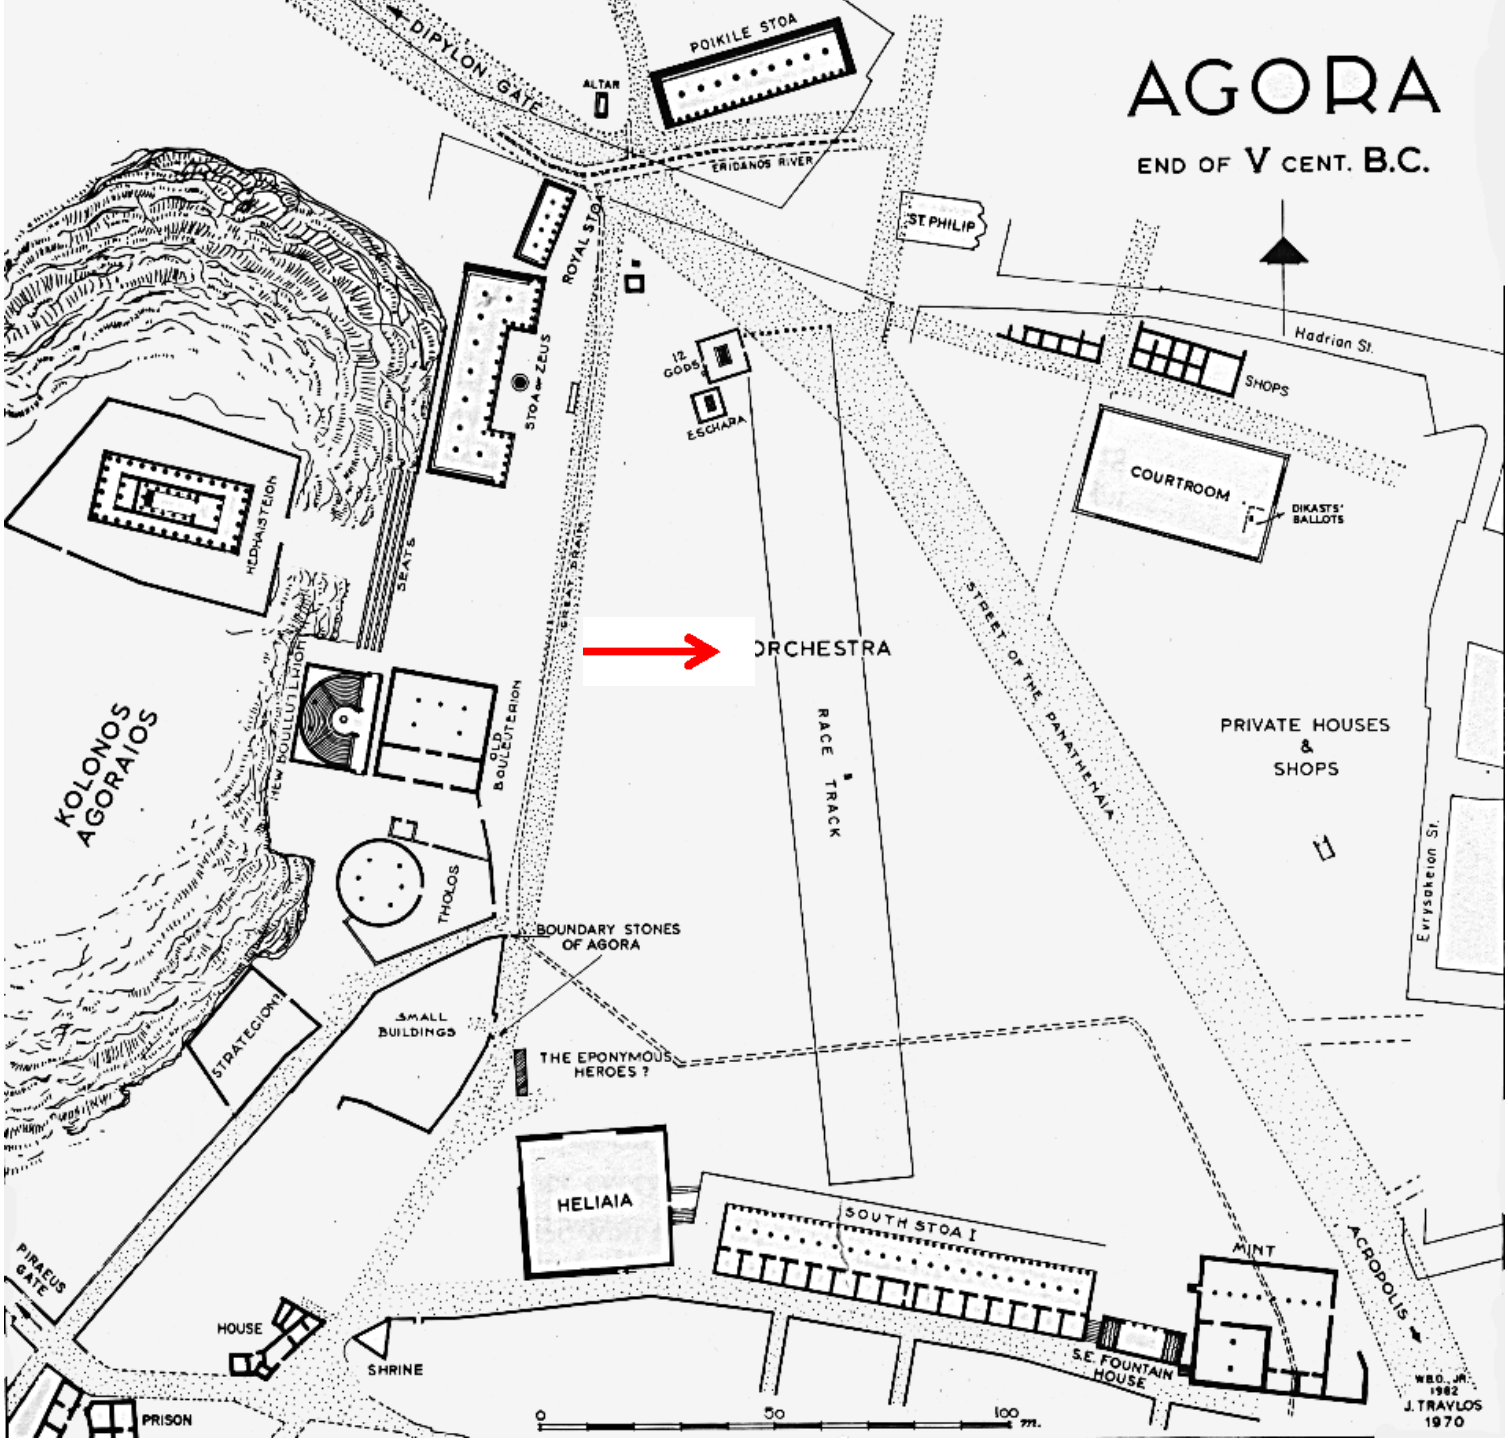 AGORA
END OF V CENT. B.C.
DIPYLON GATE
POIKILE STOA
ALTAR
ERIDANOS RIVER
ST. PHILIP
ROYAL STOA
Hadrian St.
SHOPS
12
GODS
STOA OF ZEUS
ESCHARA
COURTROOM
DIKASTS'
BALLOTS
HEPHAISTEION
SEATS
GREAT DRAIN
STREET OF THE PANATHENAIA
ORCHESTRA
RACE TRACK
NEW BOULEUTERION
OLD
BOULEUTERION
KOLONOS
AGORAIOS
PRIVATE HOUSES
&
SHOPS
Evrysakeion St.
THOLOS
BOUNDARY STONES
OF AGORA
STRATEGION?
SMALL
BUILDINGS
THE EPONYMOUS
HEROES ?
HELIAIA
SOUTH STOA I
MINT
ACROPOLIS
PIRAEUS
GATE
HOUSE
SHRINE
S.E. FOUNTAIN
HOUSE
PRISON
0 50 100 m.
W.B.D., JR.
1982
J. TRAVLOS
1970